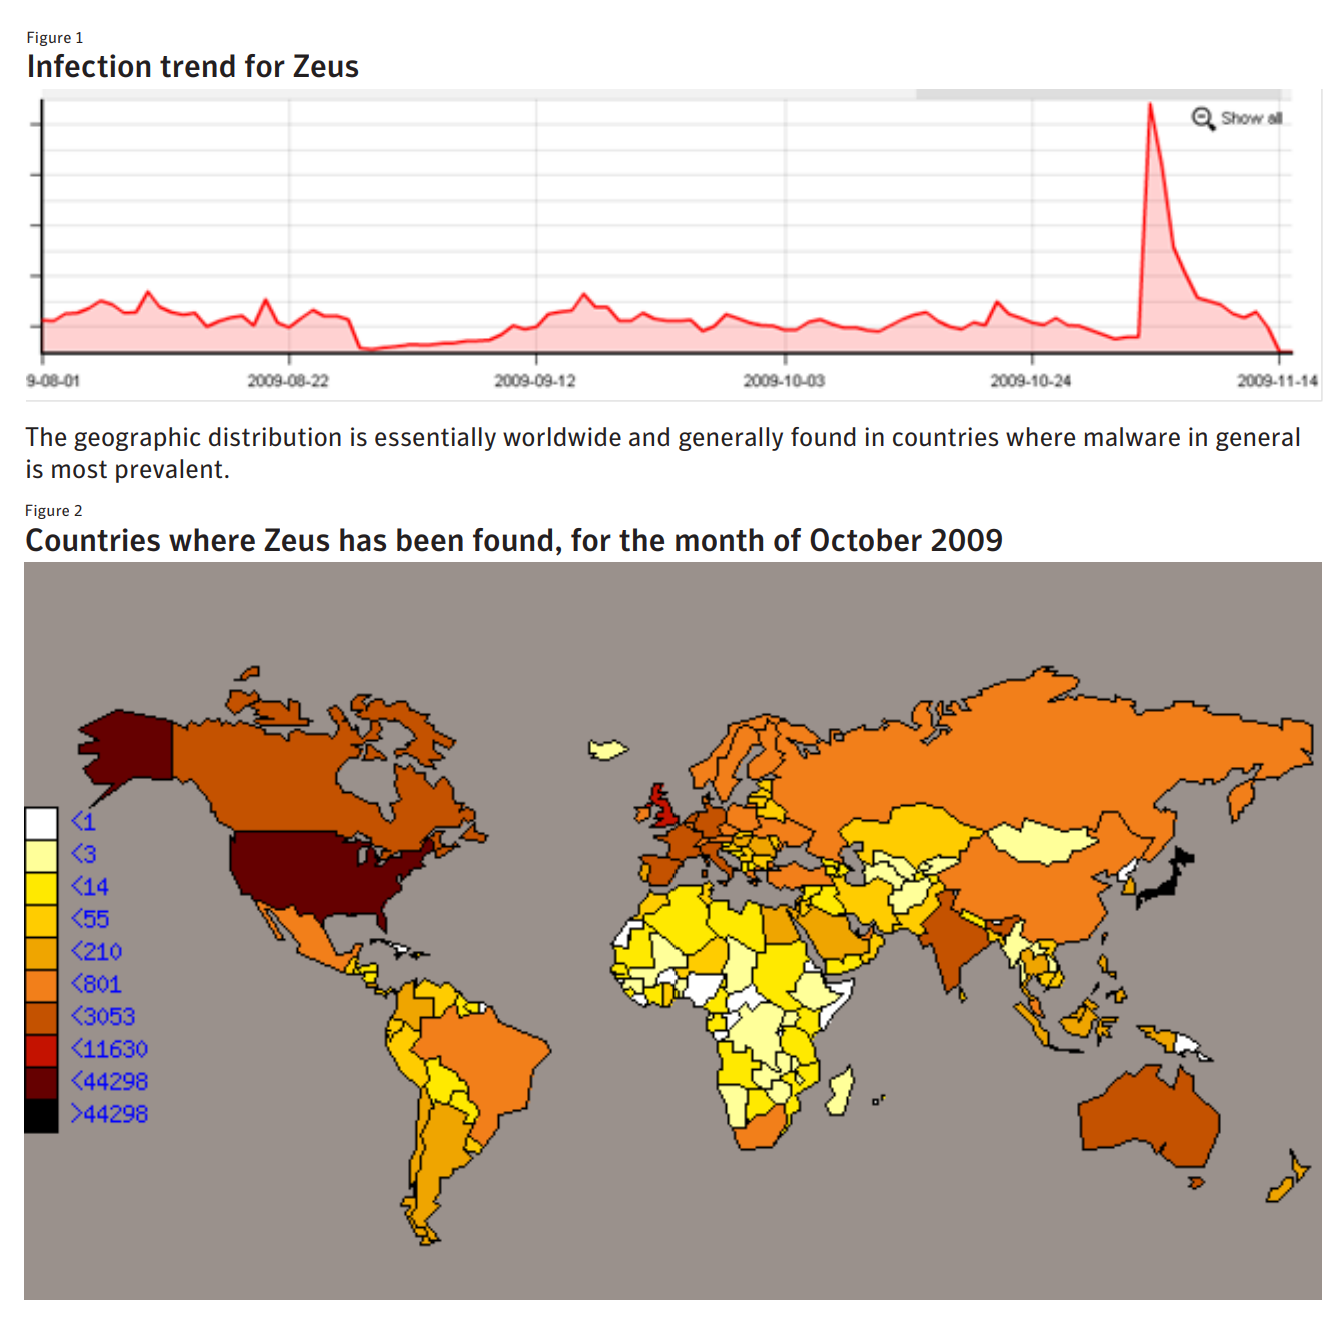 Figure 1
Infection trend for Zeus
Show all
9-08-01 2009-08-22 2009-09-12 2009-10-03 2009-10-24 2009-11-14
The geographic distribution is essentially worldwide and generally found in countries where malware in general
is most prevalent.
Figure 2
Countries where Zeus has been found, for the month of October 2009
<1
<3
<14
<55
<210
<801
<3053
<11630
<44298
>44298